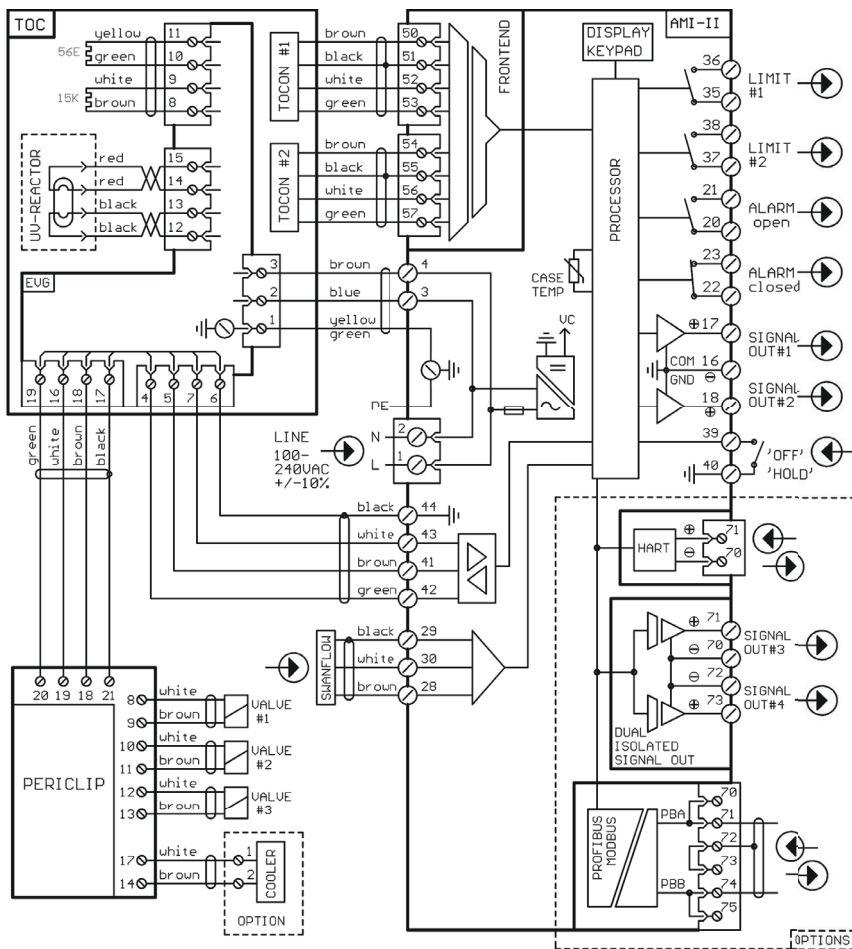 TOC
yellow 11
56E
green 10
white 9
15K
brown 8
UV-REACTOR
red 15
red 14
black 13
black 12
EVG
3 brown 4
2 blue 3
1 yellow
green
PE
19 16 18 17
4 5 7 6
green white brown black
TOCON #1
brown 50
black 51
white 52
green 53
TOCON #2
brown 54
black 55
white 56
green 57
FRONTEND
AMI-II
DISPLAY
KEYPAD
PROCESSOR
CASE
TEMP
VC
36
35
LIMIT
#1
38
37
LIMIT
#2
21
20
ALARM
open
23
22
ALARM
closed
⊕ 17
SIGNAL
OUT#1
COM 16
GND ⊖
18
⊕
SIGNAL
OUT#2
39
40
'OFF'
'HOLD'
LINE
100-
240VAC
+/-10%
N 2
L 1
black 44
white 43
brown 41
green 42
SWANFLOW
black 29
white 30
brown 28
HART
⊕ 71
⊖ 70
⊕ 71
⊖ 70
SIGNAL
OUT#3
⊖ 72
⊕ 73
SIGNAL
OUT#4
DUAL
ISOLATED
SIGNAL OUT
PROFIBUS
MODBUS
PBA
PBB
70
71
72
73
74
75
OPTIONS
PERICLIP
20 19 18 21
8 white
9 brown
VALVE
#1
10 white
11 brown
VALVE
#2
12 white
13 brown
VALVE
#3
17 white 1
14 brown 2
COOLER
OPTION